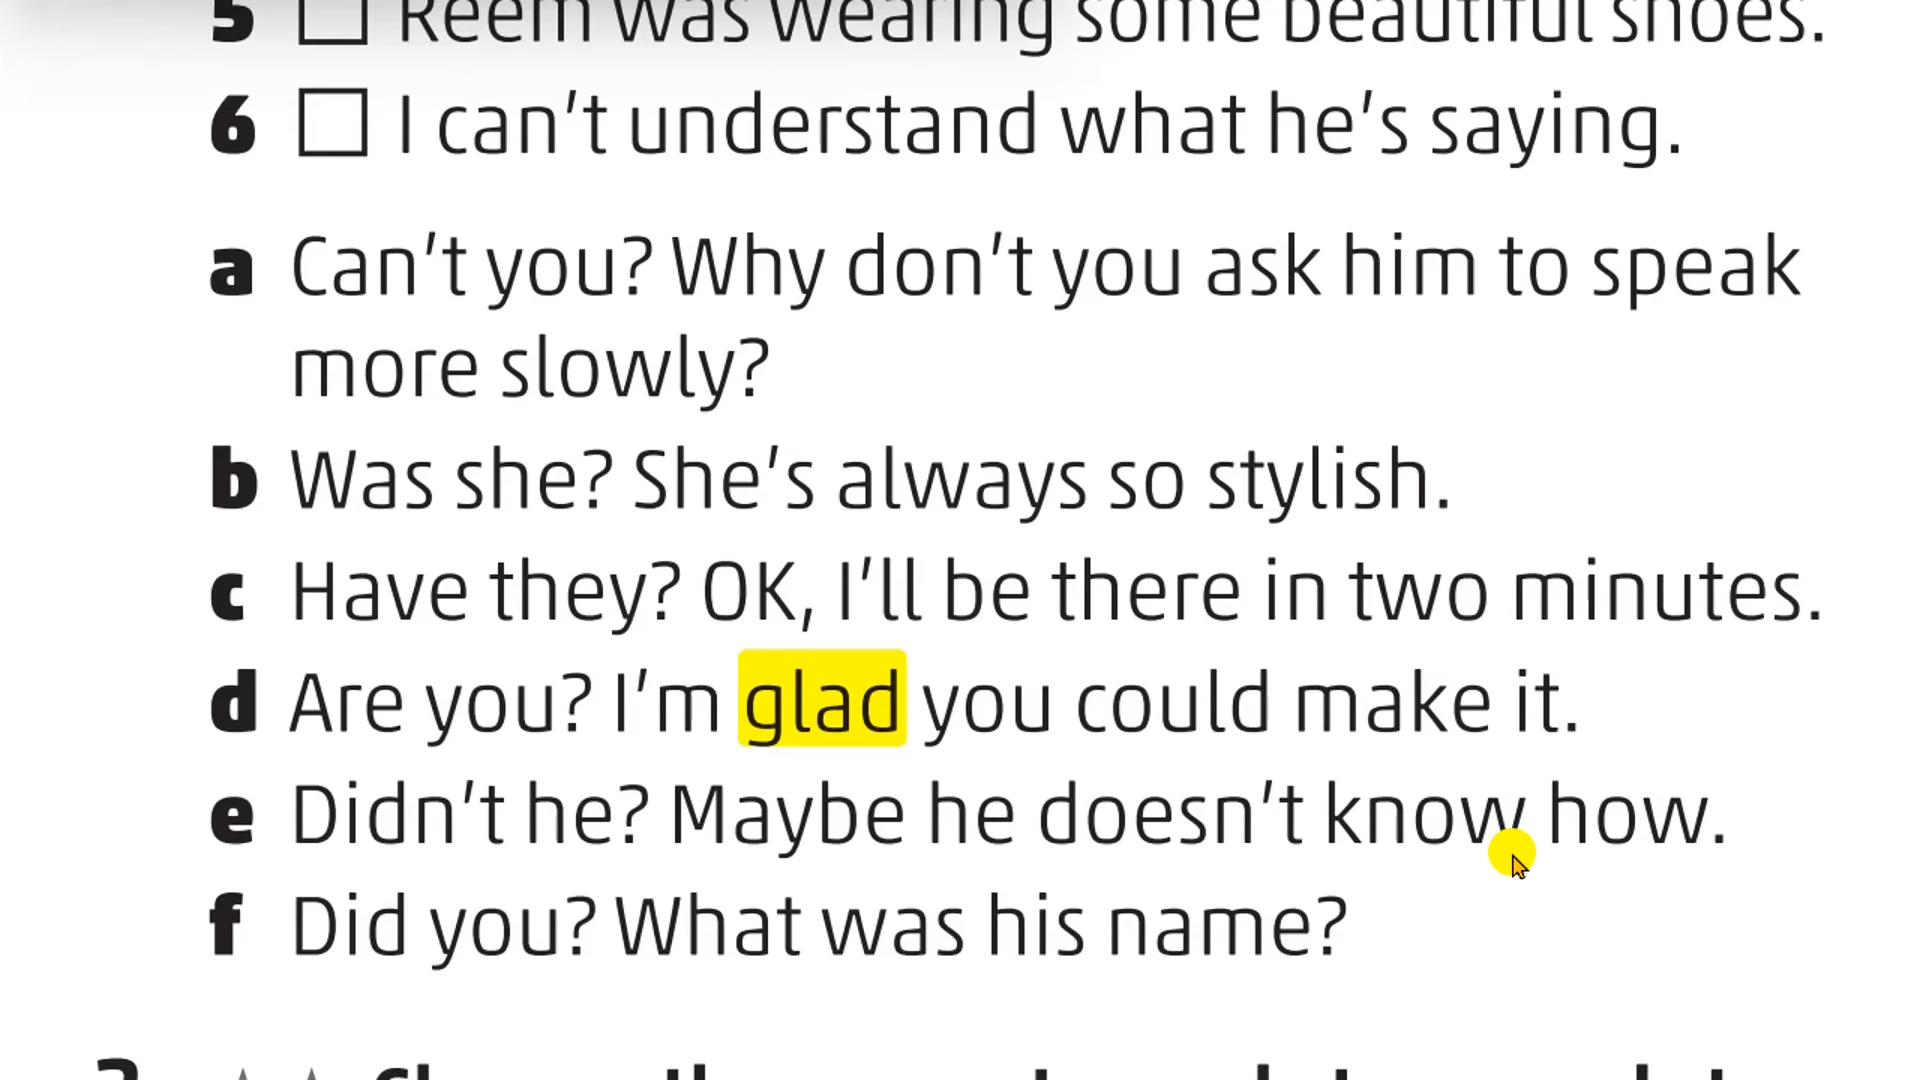 5 Reem was wearing some beautiful shoes.
6 I can't understand what he's saying.
a Can't you? Why don't you ask him to speak
more slowly?
b Was she? She's always so stylish.
c Have they? OK, I'll be there in two minutes.
d Are you? I'm glad you could make it.
e Didn't he? Maybe he doesn't know how.
f Did you? What was his name?